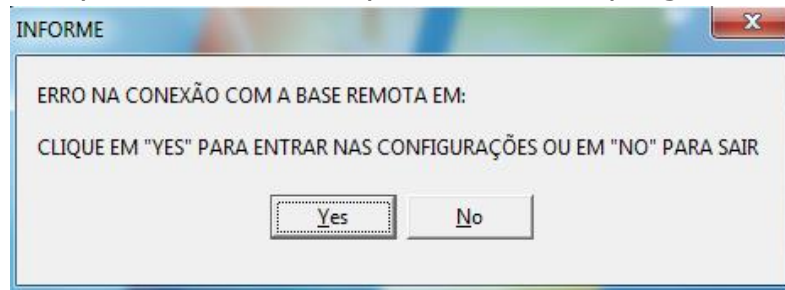 INFORME
x
ERRO NA CONEXÃO COM A BASE REMOTA EM:
CLIQUE EM "YES" PARA ENTRAR NAS CONFIGURAÇÕES OU EM "NO" PARA SAIR
Yes No